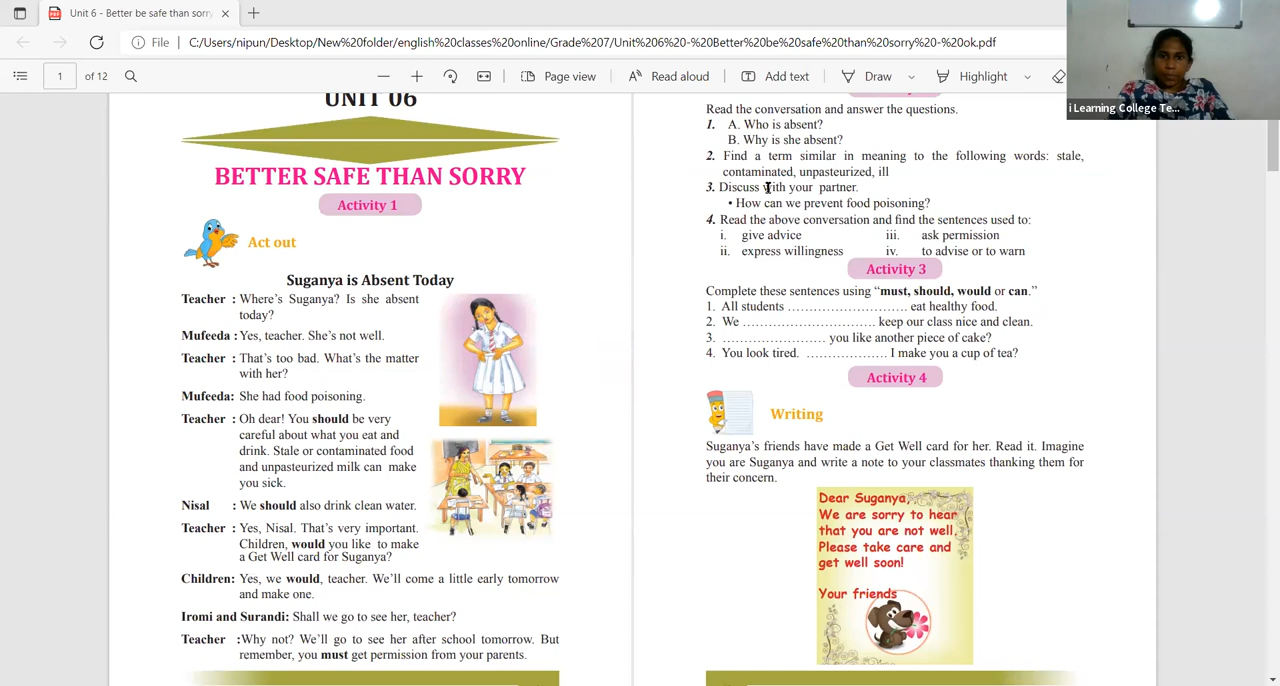 Unit 6 - Better be safe than sorry
File
C:/Users/nipun/Desktop/New%20folder/english%20classes%20online/Grade%207/Unit%206%20-%20Better%20be%20safe%20than%20sorry%20-%20ok.pdf
1 of 12
Page view
Read aloud
Add text
Draw
Highlight
i Learning College Te...
UNIT 06
BETTER SAFE THAN SORRY
Activity 1
Act out
Suganya is Absent Today
Teacher : Where's Suganya? Is she absent
today?
Mufeeda : Yes, teacher. She's not well.
Teacher : That's too bad. What's the matter
with her?
Mufeeda: She had food poisoning.
Teacher : Oh dear! You should be very
careful about what you eat and
drink. Stale or contaminated food
and unpasteurized milk can make
you sick.
Nisal : We should also drink clean water.
Teacher : Yes, Nisal. That's very important.
Children, would you like to make
a Get Well card for Suganya?
Children: Yes, we would, teacher. We'll come a little early tomorrow
and make one.
Iromi and Surandi: Shall we go to see her, teacher?
Teacher :Why not? We'll go to see her after school tomorrow. But
remember, you must get permission from your parents.
Read the conversation and answer the questions.
1. A. Who is absent?
B. Why is she absent?
2. Find a term similar in meaning to the following words: stale,
contaminated, unpasteurized, ill
3. Discuss with your partner.
• How can we prevent food poisoning?
4. Read the above conversation and find the sentences used to:
i. give advice iii. ask permission
ii. express willingness iv. to advise or to warn
Activity 3
Complete these sentences using "must, should, would or can."
1. All students ............................ eat healthy food.
2. We ................................ keep our class nice and clean.
3. ......................... you like another piece of cake?
4. You look tired. .................... I make you a cup of tea?
Activity 4
Writing
Suganya's friends have made a Get Well card for her. Read it. Imagine
you are Suganya and write a note to your classmates thanking them for
their concern.
Dear Suganya,
We are sorry to hear
that you are not well.
Please take care and
get well soon!
Your friends